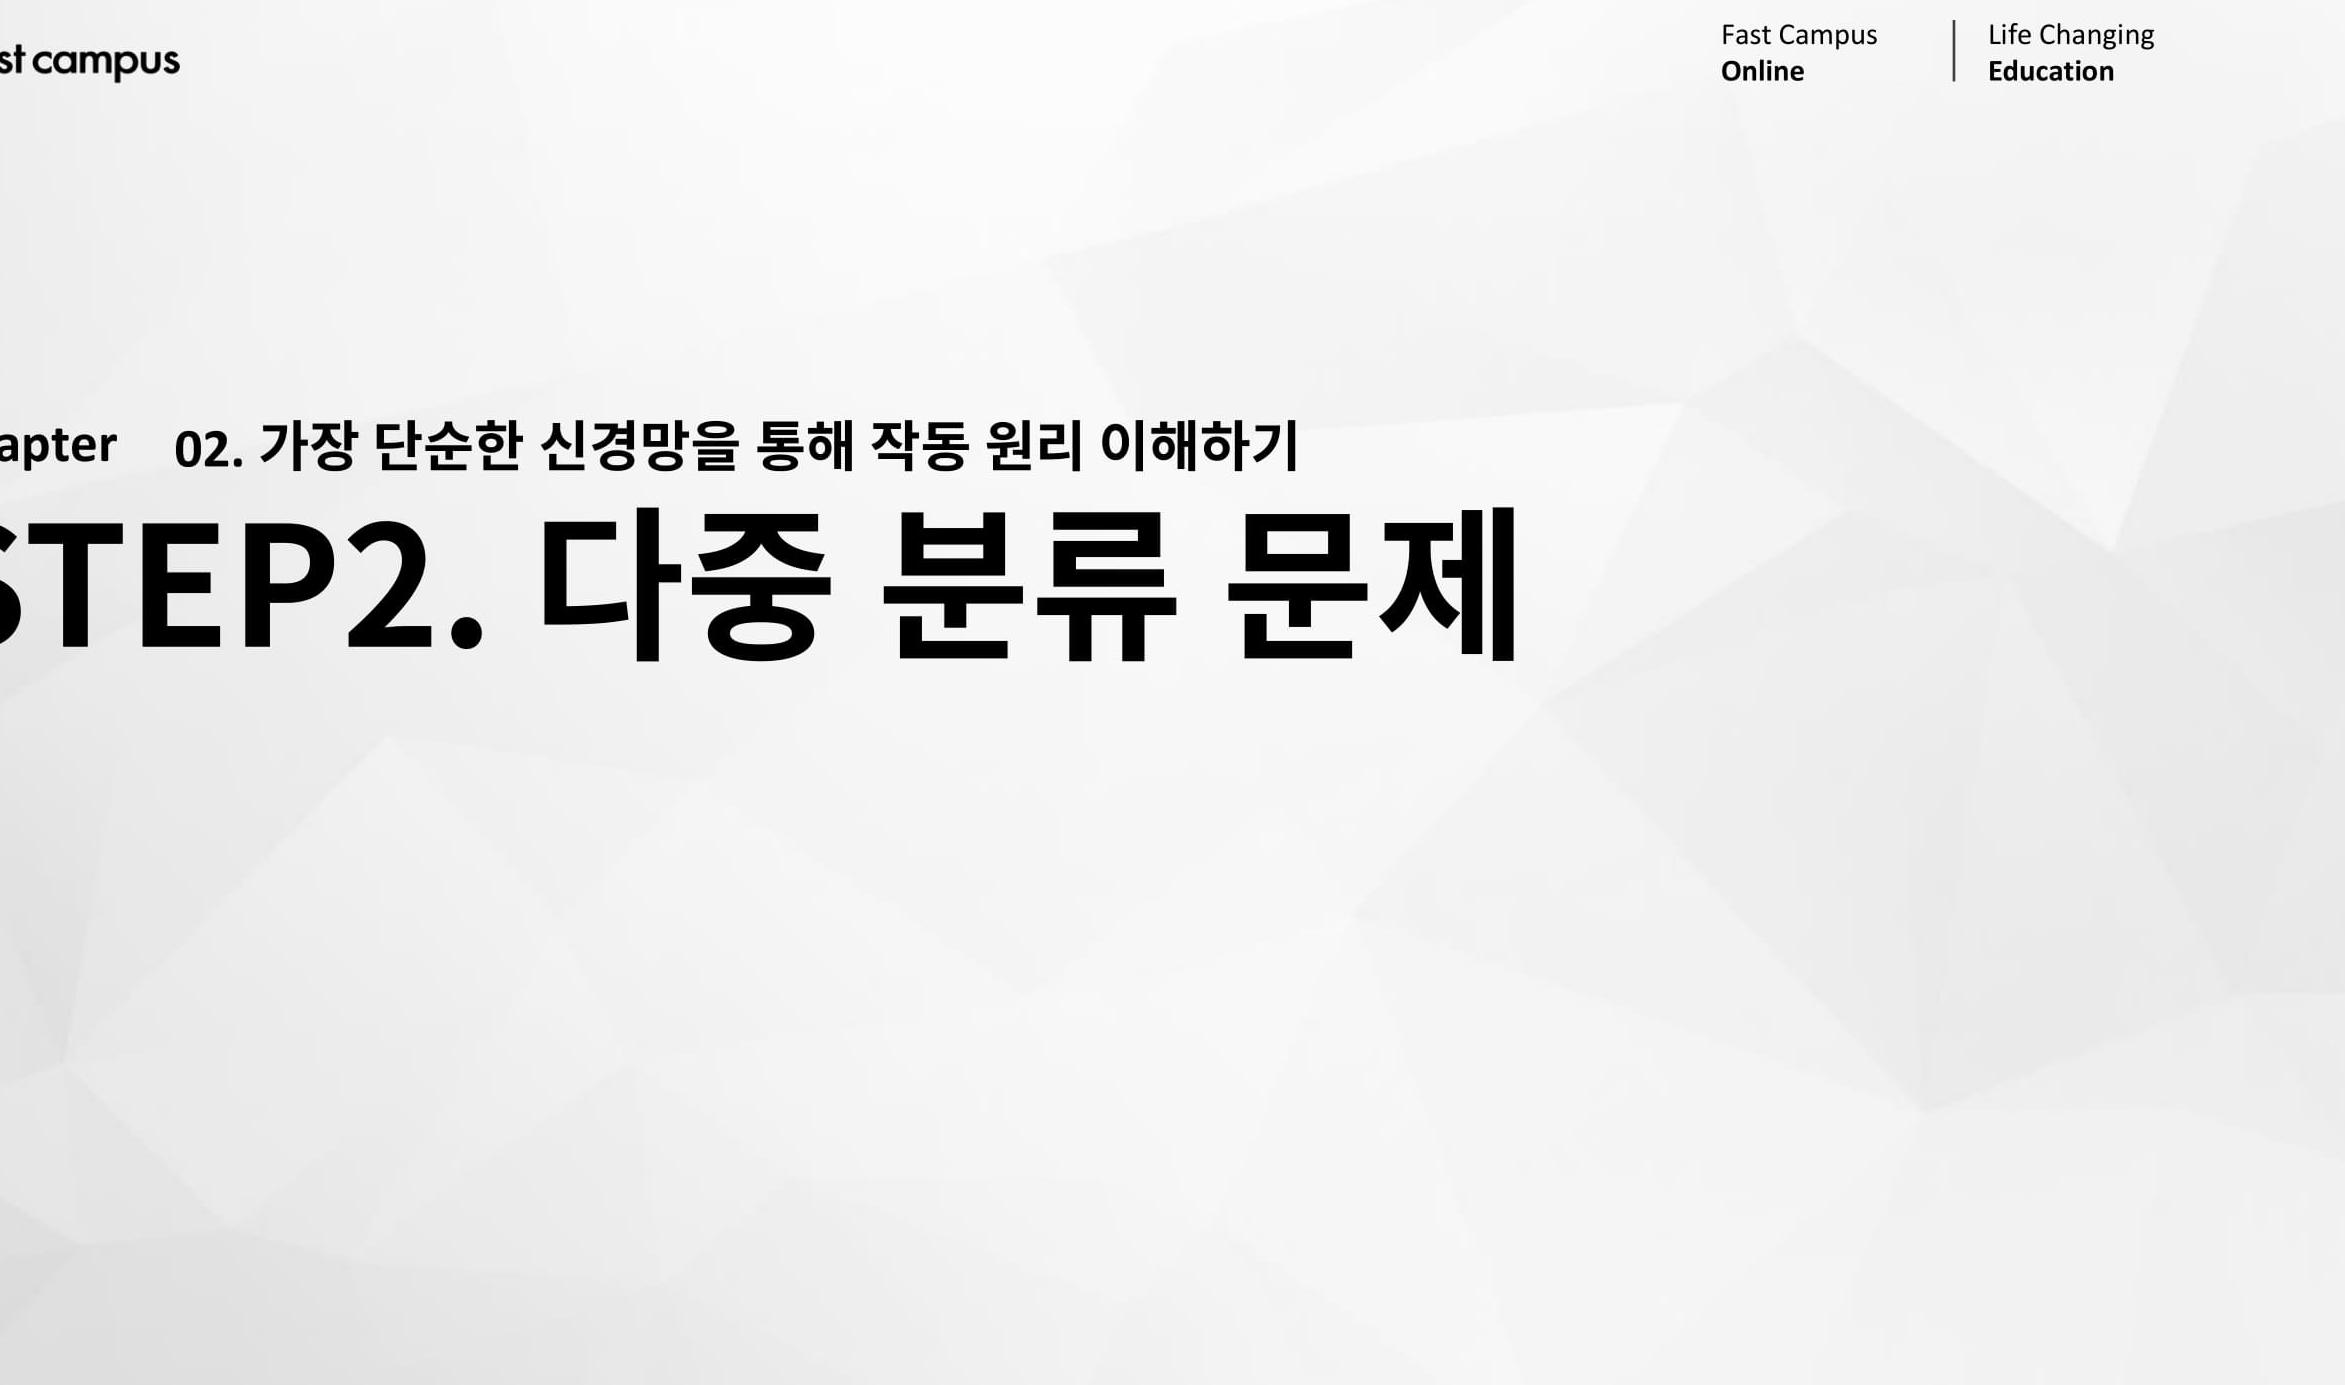 st campus
Fast Campus
Online
Life Changing
Education
apter 02. 가장 단순한 신경망을 통해 작동 원리 이해하기
STEP2. 다중 분류 문제